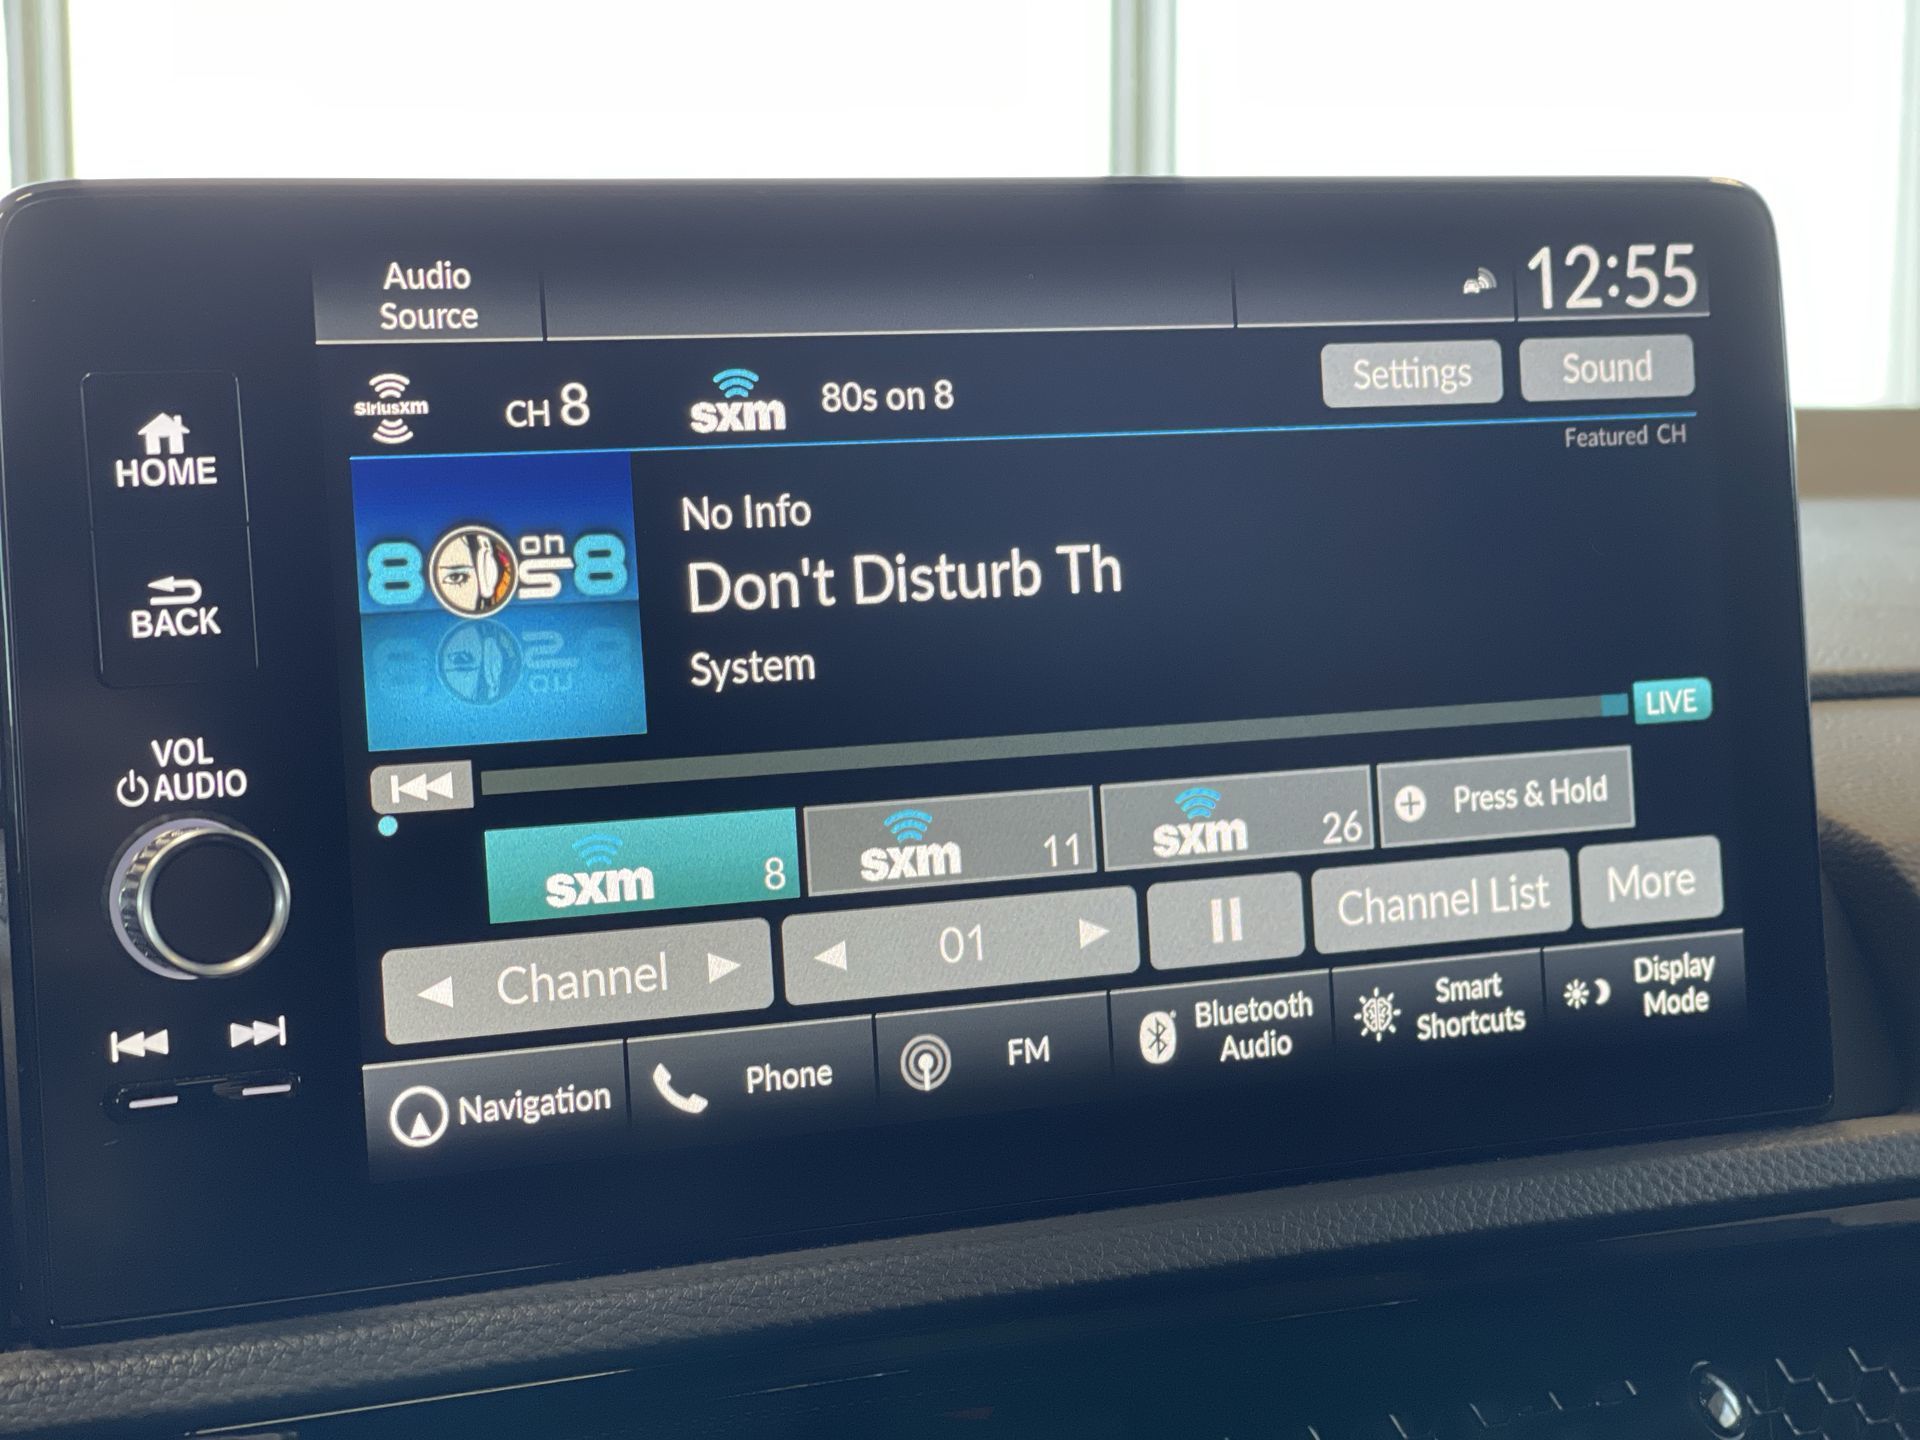 Audio
Source
12:55
SiriusXM
CH 8
sxm
80s on 8
Settings
Sound
Featured CH
HOME
BACK
VOL
AUDIO
8 0s on 8
No Info
Don't Disturb Th
System
LIVE
sxm 8
sxm 11
sxm 26
Press & Hold
Channel
01
Channel List
More
Navigation
Phone
FM
Bluetooth
Audio
Smart
Shortcuts
Display
Mode